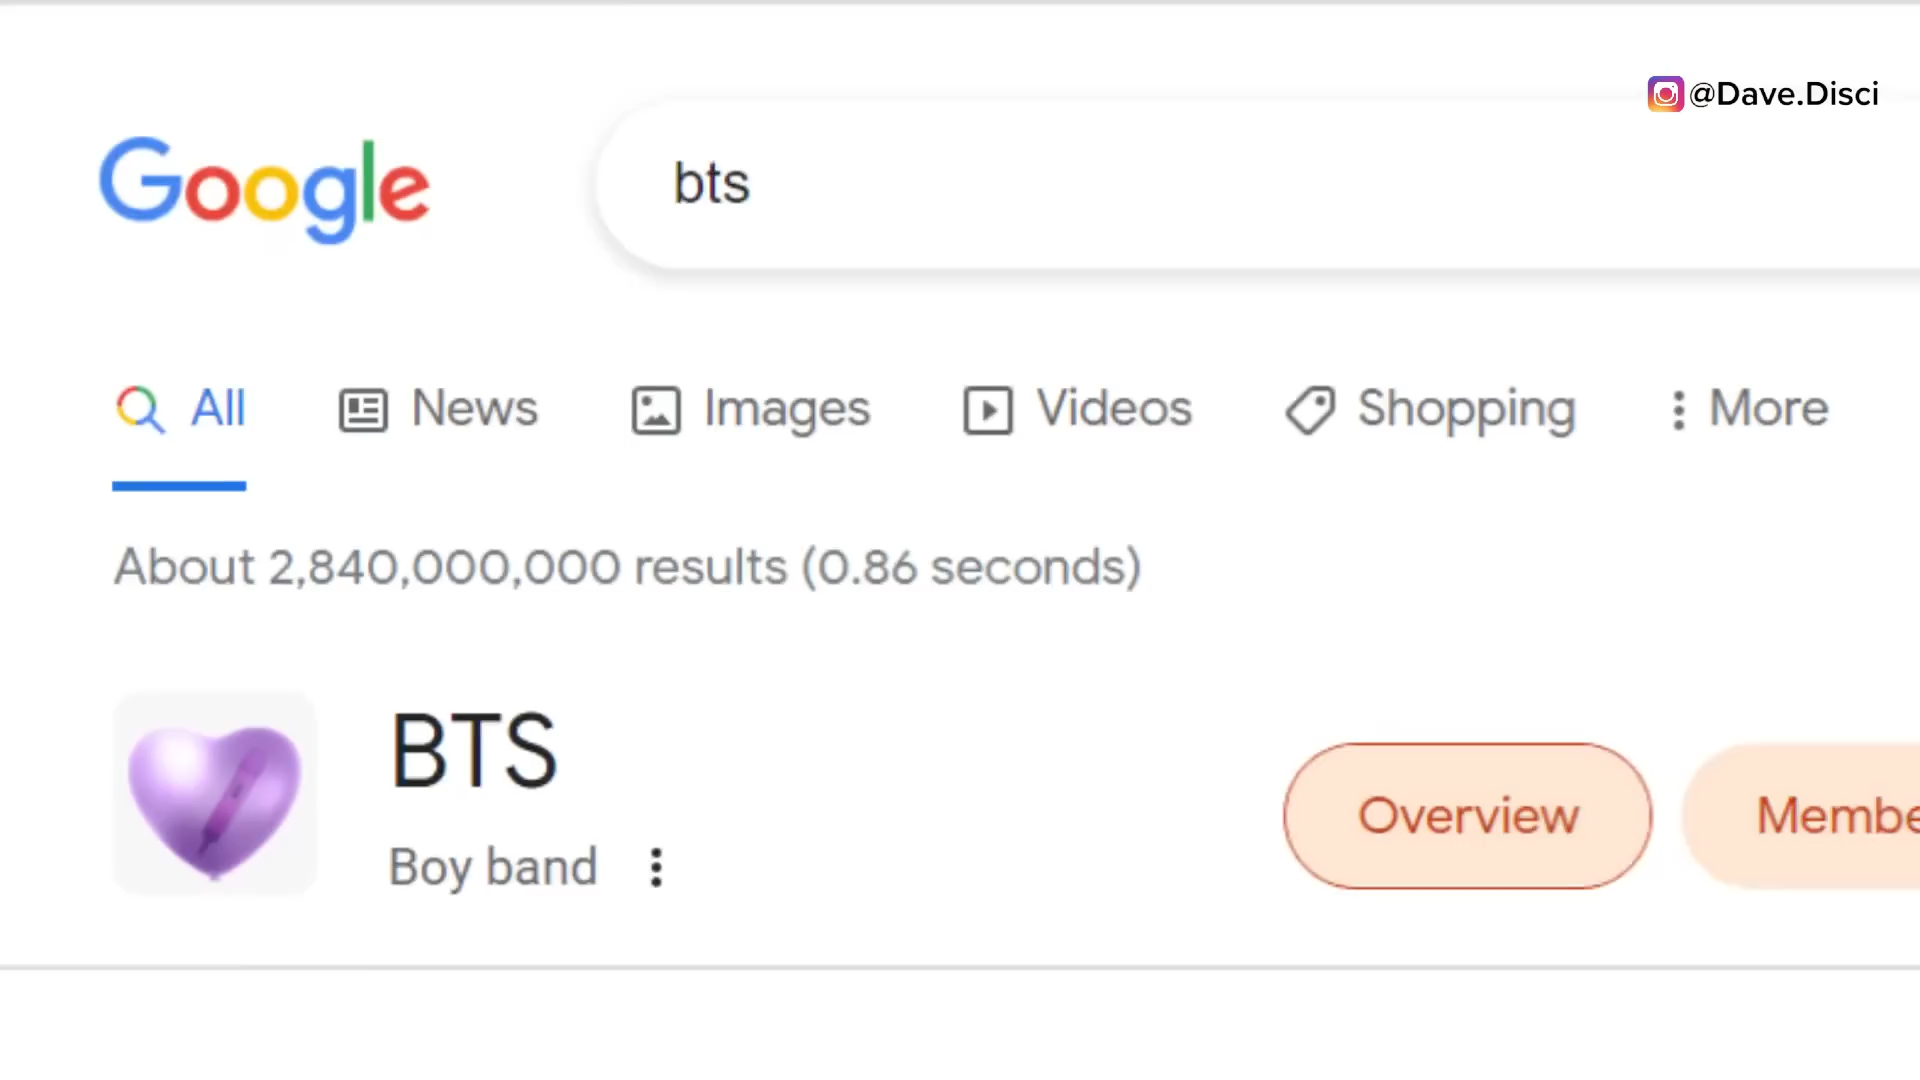 @Dave.Disci
Google
bts
All News Images Videos Shopping More
About 2,840,000,000 results (0.86 seconds)
BTS
Boy band
Overview
Membe